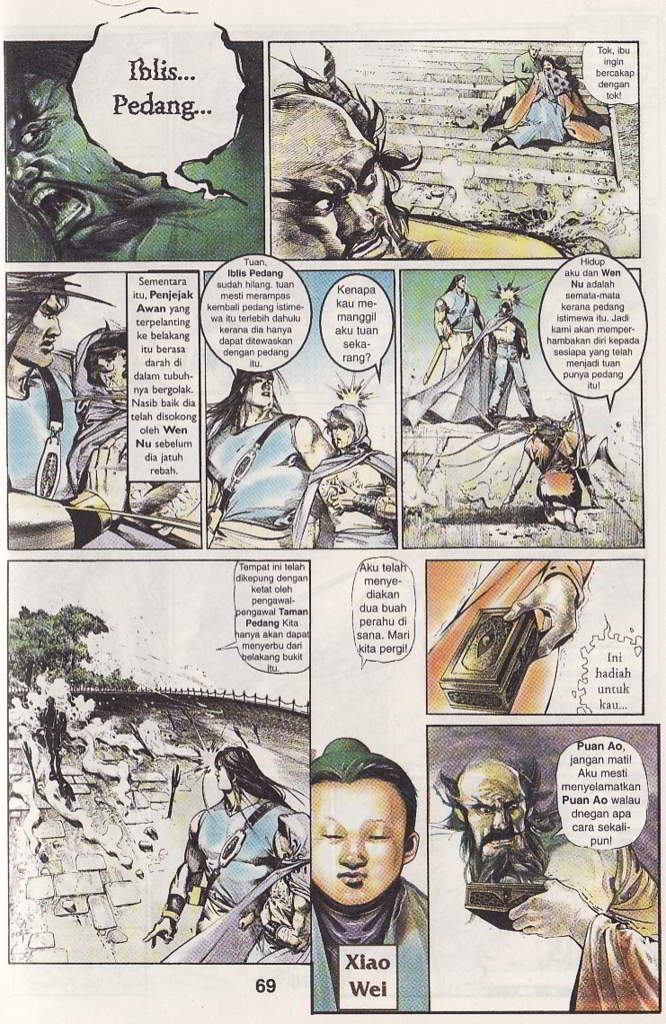 Iblis...
Pedang...
Tok, ibu
ingin
bercakap
dengan
tok!
Sementara
itu, Penjejak
Awan yang
terpelanting
ke belakang
itu berasa
darah di
dalam tubuh-
nya bergolak.
Nasib baik dia
telah disokong
oleh Wen
Nu sebelum
dia jatuh
rebah.
Tuan,
Iblis Pedang
sudah hilang. tuan
mesti merampas
kembali pedang istime-
wa itu terlebih dahulu
kerana dia hanya
dapat ditewaskan
dengan pedang
itu.
Kenapa
kau me-
manggil
aku tuan
seka-
rang?
Hidup
aku dan Wen
Nu adalah
semata-mata
kerana pedang
istimewa itu. Jadi
kami akan memper-
hambakan diri kepada
sesiapa yang telah
menjadi tuan
punya pedang
itu!
Tempat ini telah
dikepung dengan
ketat oleh
pengawal-
pengawal Taman
Pedang Kita
hanya akan dapat
menyerbu dari
belakang bukit
itu.
Aku telah
menye-
diakan
dua buah
perahu di
sana. Mari
kita pergi!
Ini
hadiah
untuk
kau...
Puan Ao,
jangan mati!
Aku mesti
menyelamatkan
Puan Ao walau
dnegan apa
cara sekali-
pun!
Xiao
Wei
69